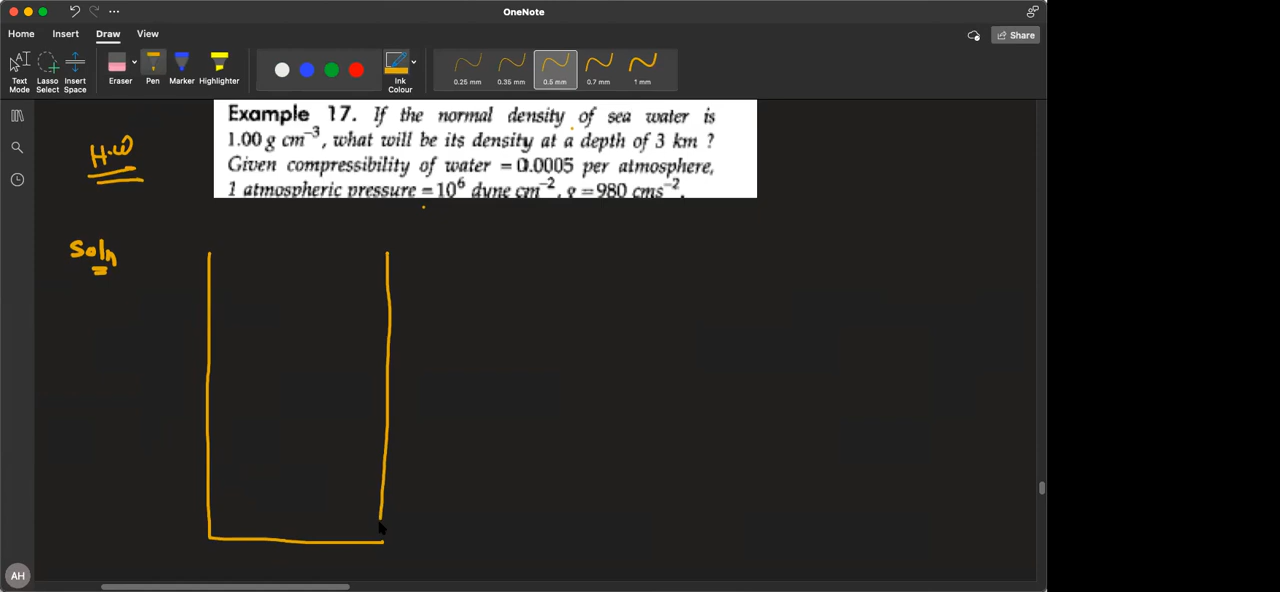 OneNote
Home Insert Draw View
Share
Text Mode
Lasso Select
Insert Space
Eraser
Pen
Marker
Highlighter
Ink Colour
0.25 mm
0.35 mm
0.5 mm
0.7 mm
1 mm
H.W
Example 17. If the normal density of sea water is
1.00 g cm⁻³, what will be its density at a depth of 3 km ?
Given compressibility of water = 0.0005 per atmosphere,
1 atmospheric pressure = 10⁶ dyne cm⁻², g = 980 cms⁻².
Soln
AH